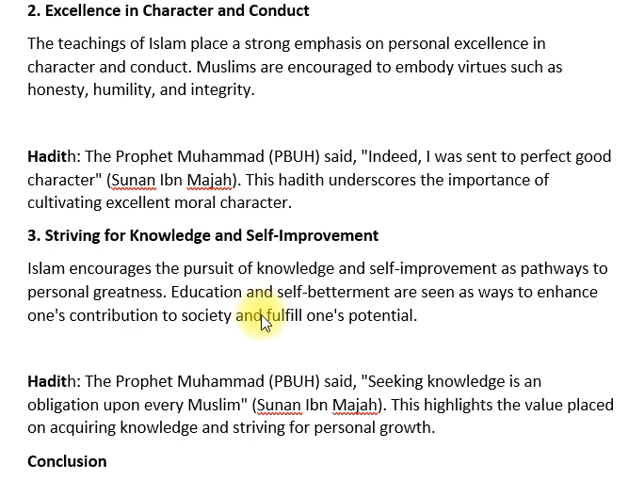 2. Excellence in Character and Conduct
The teachings of Islam place a strong emphasis on personal excellence in
character and conduct. Muslims are encouraged to embody virtues such as
honesty, humility, and integrity.
Hadith: The Prophet Muhammad (PBUH) said, "Indeed, I was sent to perfect good
character" (Sunan Ibn Majah). This hadith underscores the importance of
cultivating excellent moral character.
3. Striving for Knowledge and Self-Improvement
Islam encourages the pursuit of knowledge and self-improvement as pathways to
personal greatness. Education and self-betterment are seen as ways to enhance
one's contribution to society and fulfill one's potential.
Hadith: The Prophet Muhammad (PBUH) said, "Seeking knowledge is an
obligation upon every Muslim" (Sunan Ibn Majah). This highlights the value placed
on acquiring knowledge and striving for personal growth.
Conclusion